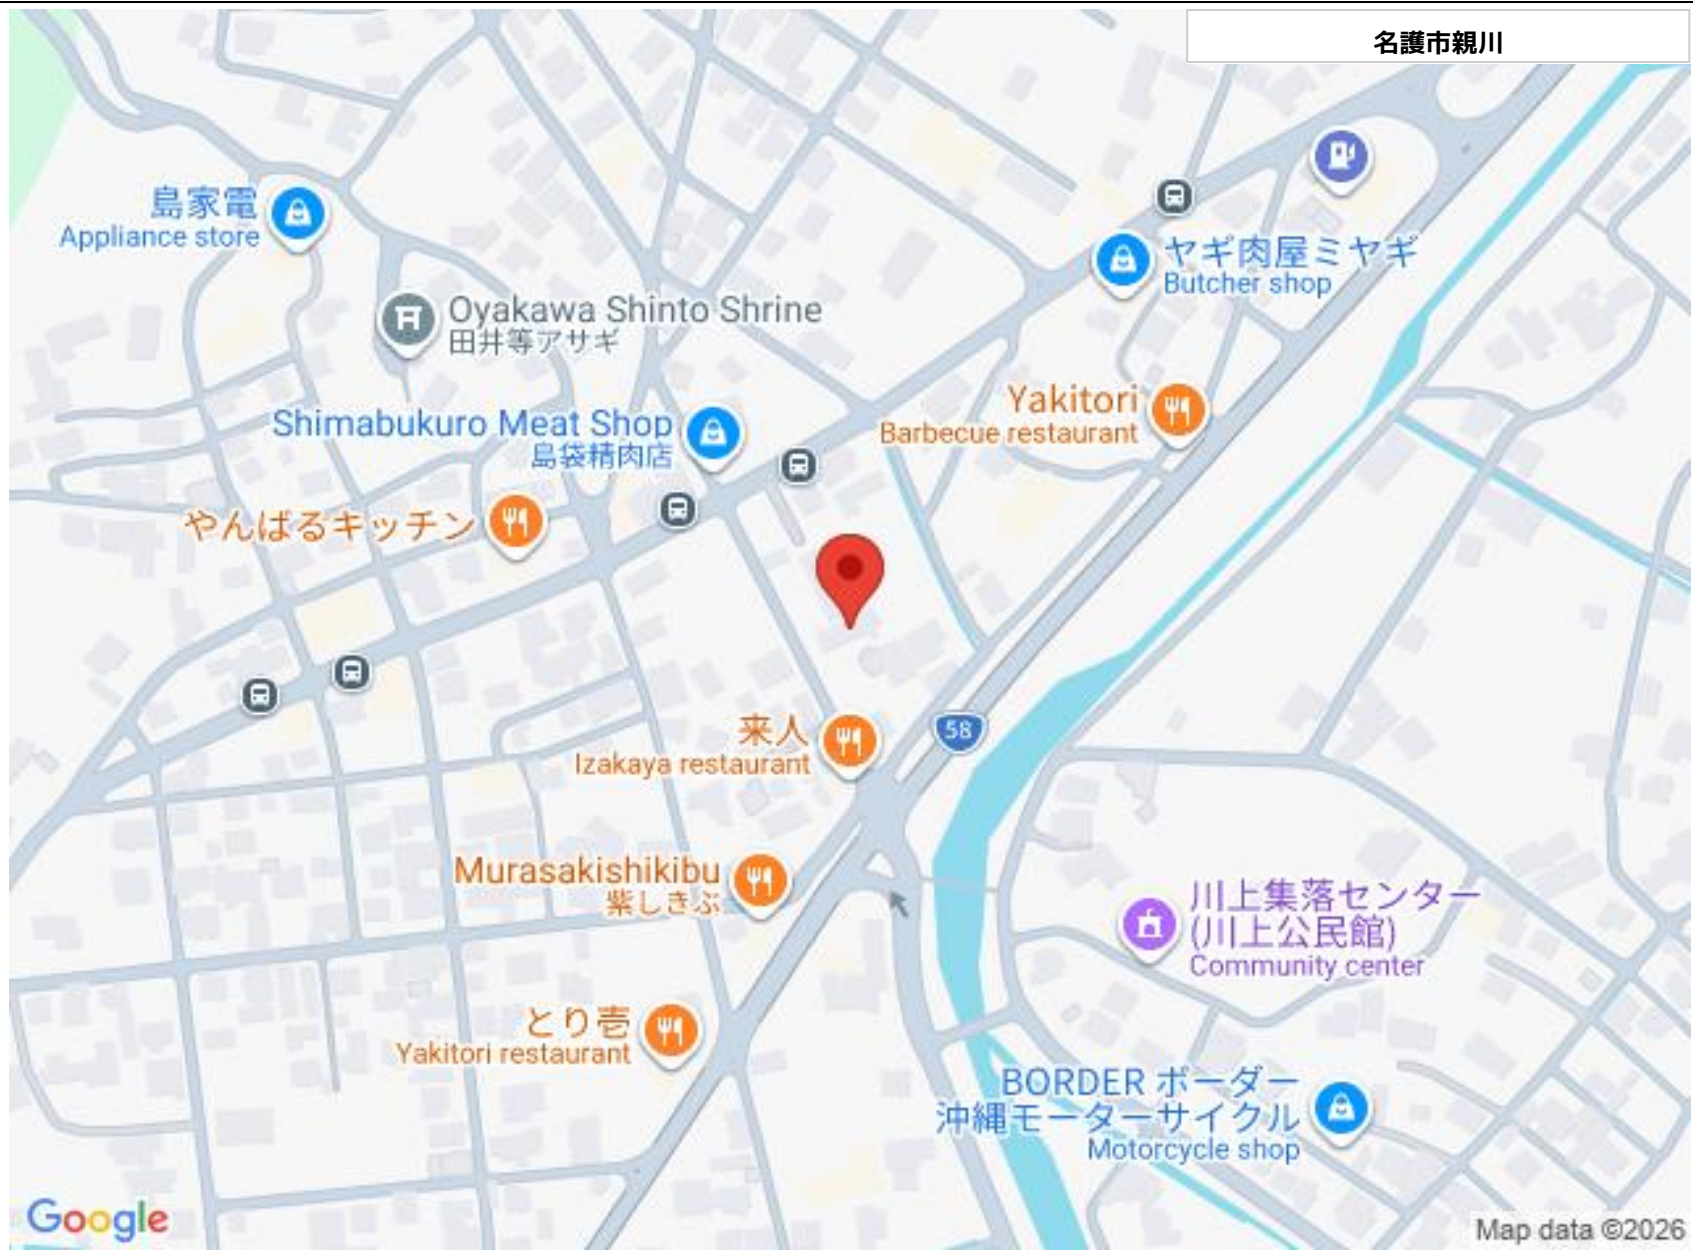 名護市親川
島家電
Appliance store
ヤギ肉屋ミヤギ
Butcher shop
Oyakawa Shinto Shrine
田井等アサギ
Yakitori
Barbecue restaurant
Shimabukuro Meat Shop
島袋精肉店
やんばるキッチン
来人
Izakaya restaurant
58
Murasakishikibu
紫しきぶ
川上集落センター
(川上公民館)
Community center
とり壱
Yakitori restaurant
BORDER ボーダー
沖縄モーターサイクル
Motorcycle shop
Google
Map data ©2026